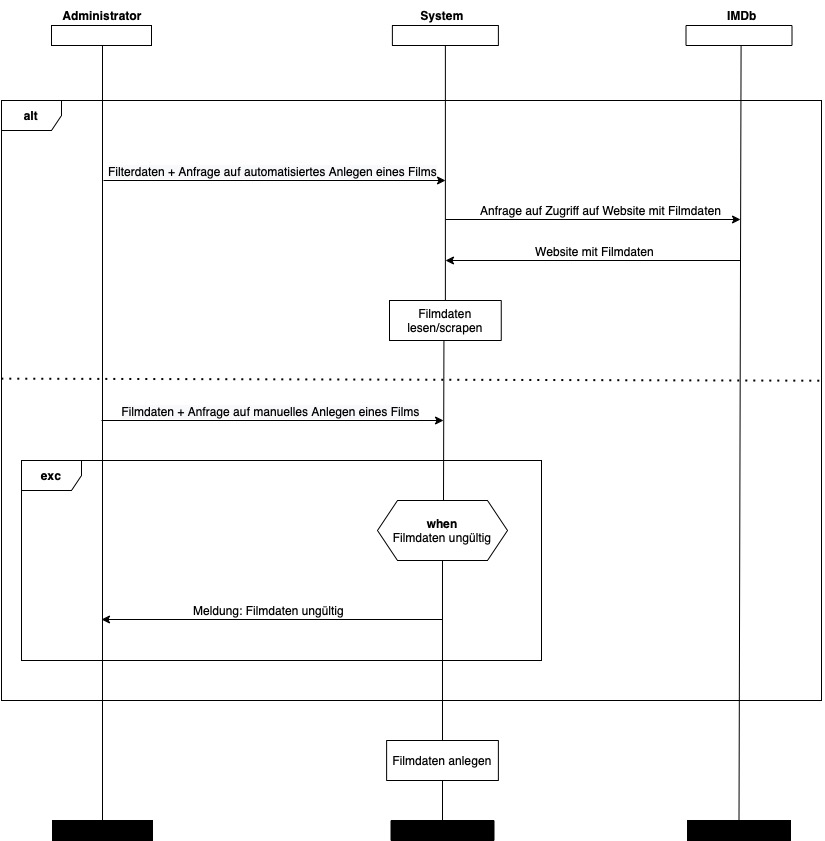 Administrator
System
IMDb
alt
Filterdaten + Anfrage auf automatisiertes Anlegen eines Films
Anfrage auf Zugriff auf Website mit Filmdaten
Website mit Filmdaten
Filmdaten
lesen/scrapen
Filmdaten + Anfrage auf manuelles Anlegen eines Films
exc
when
Filmdaten ungültig
Meldung: Filmdaten ungültig
Filmdaten anlegen